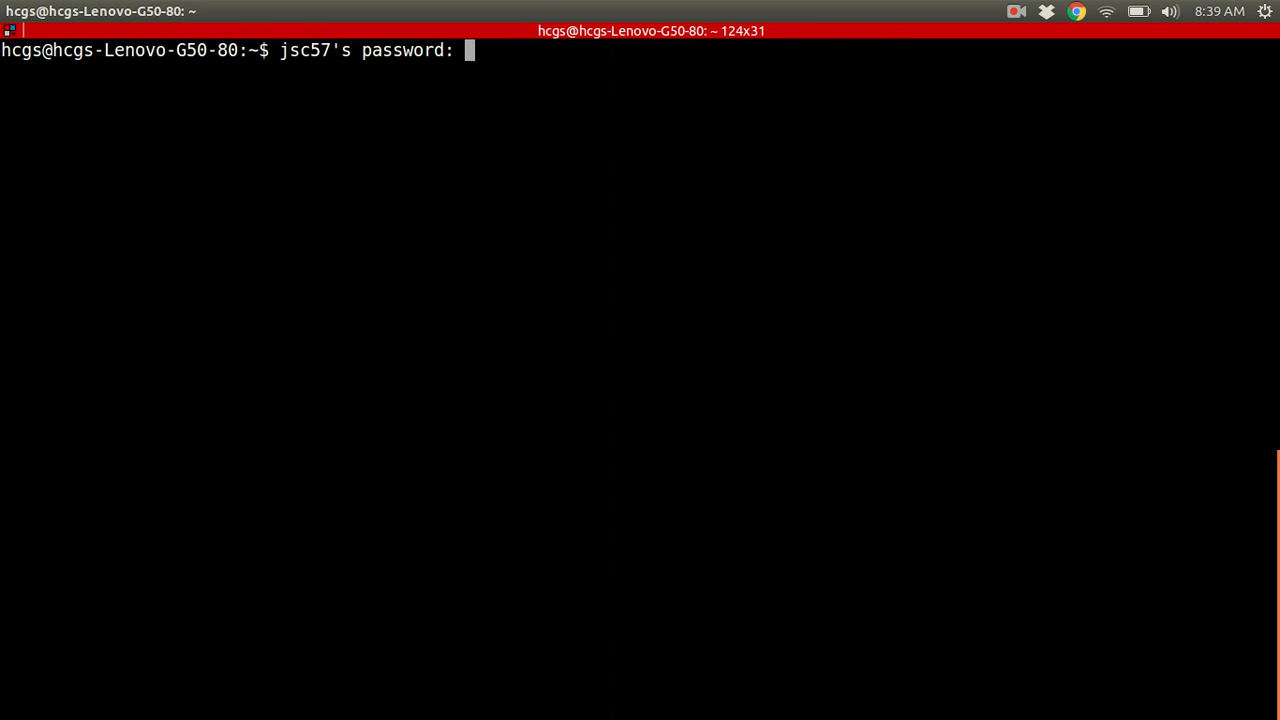 hcgs@hcgs-Lenovo-G50-80: ~
8:39 AM
hcgs@hcgs-Lenovo-G50-80: ~ 124x31
hcgs@hcgs-Lenovo-G50-80:~$ jsc57's password: